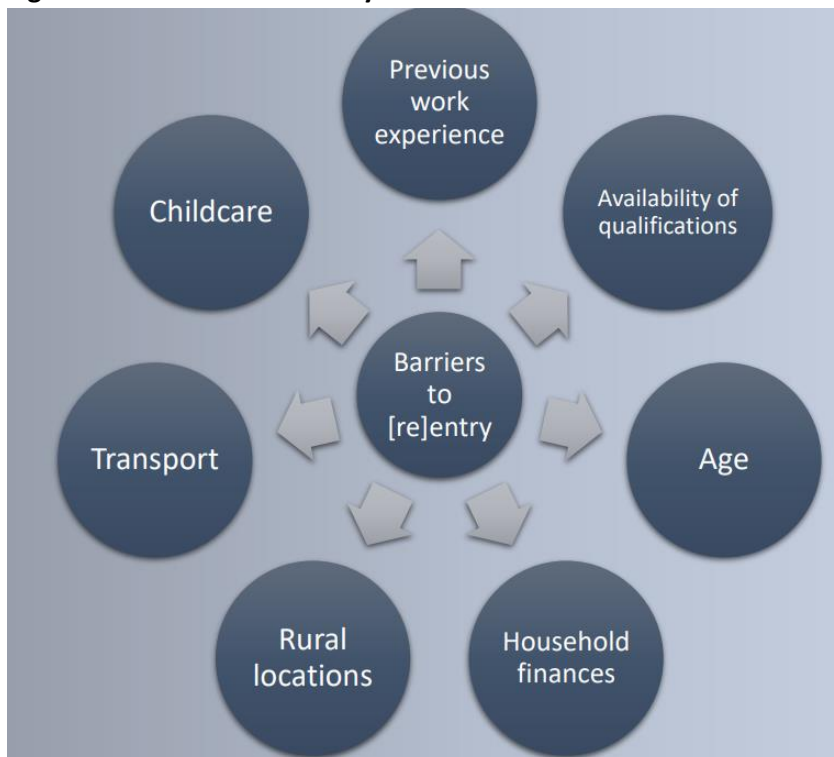 Previous
work
experience
Availability of
qualifications
Age
Household
finances
Rural
locations
Transport
Childcare
Barriers
to
[re]entry